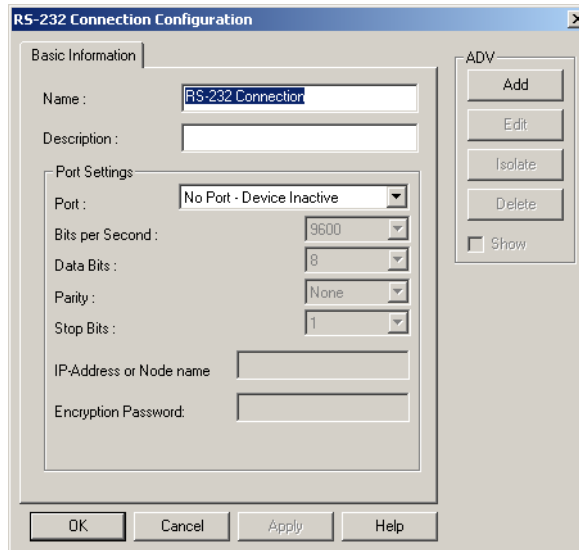 RS-232 Connection Configuration
Basic Information
Name :
RS-232 Connection
Description :
Port Settings
Port :
No Port - Device Inactive
Bits per Second :
9600
Data Bits :
8
Parity :
None
Stop Bits :
1
IP-Address or Node name
Encryption Password:
OK
Cancel
Apply
Help
ADV
Add
Edit
Isolate
Delete
Show